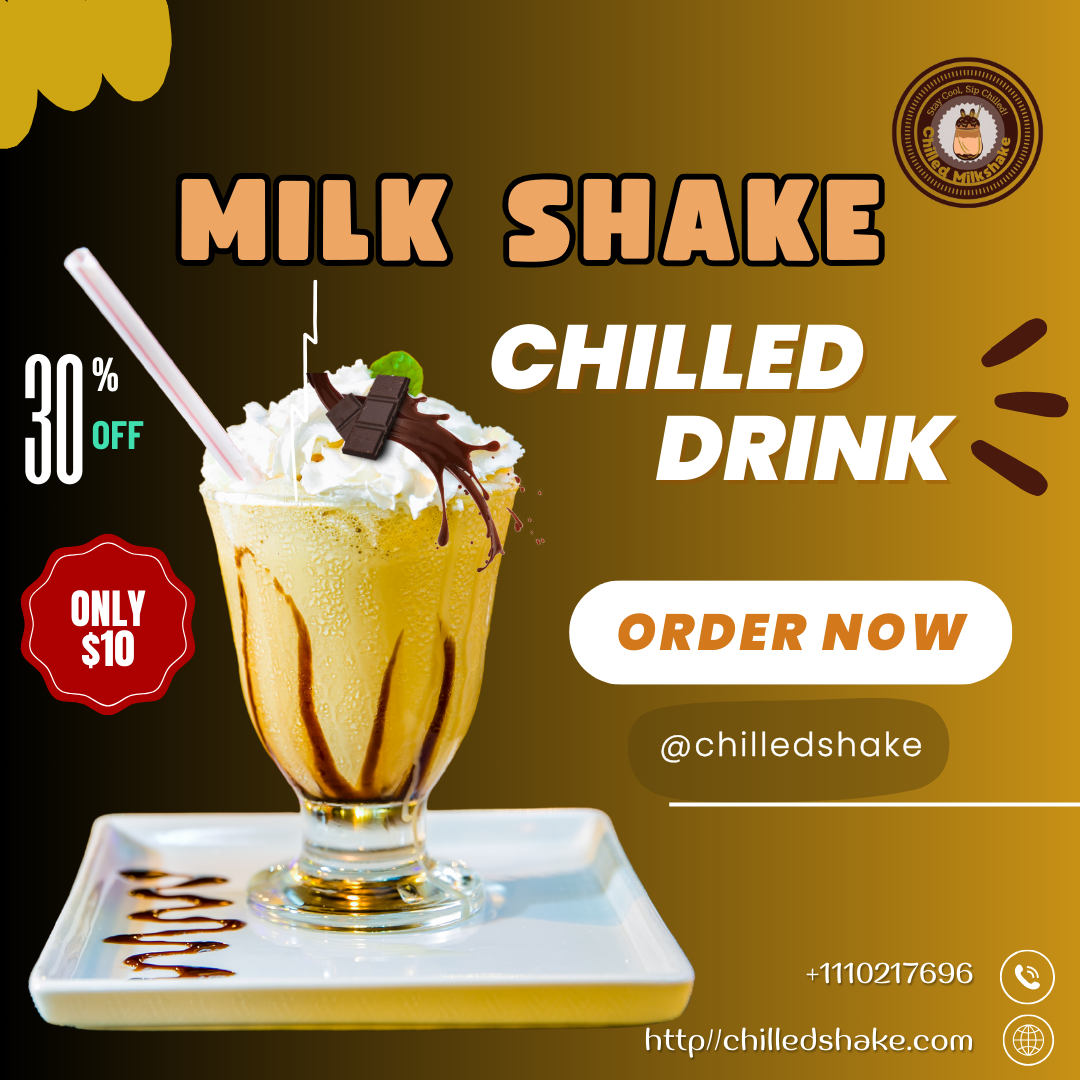 Stay Cool, Sip Chilled!
Chilled Milkshake
MILK SHAKE
CHILLED
DRINK
30%
OFF
ONLY
$10
ORDER NOW
@chilledshake
+1110217696
http//chilledshake.com